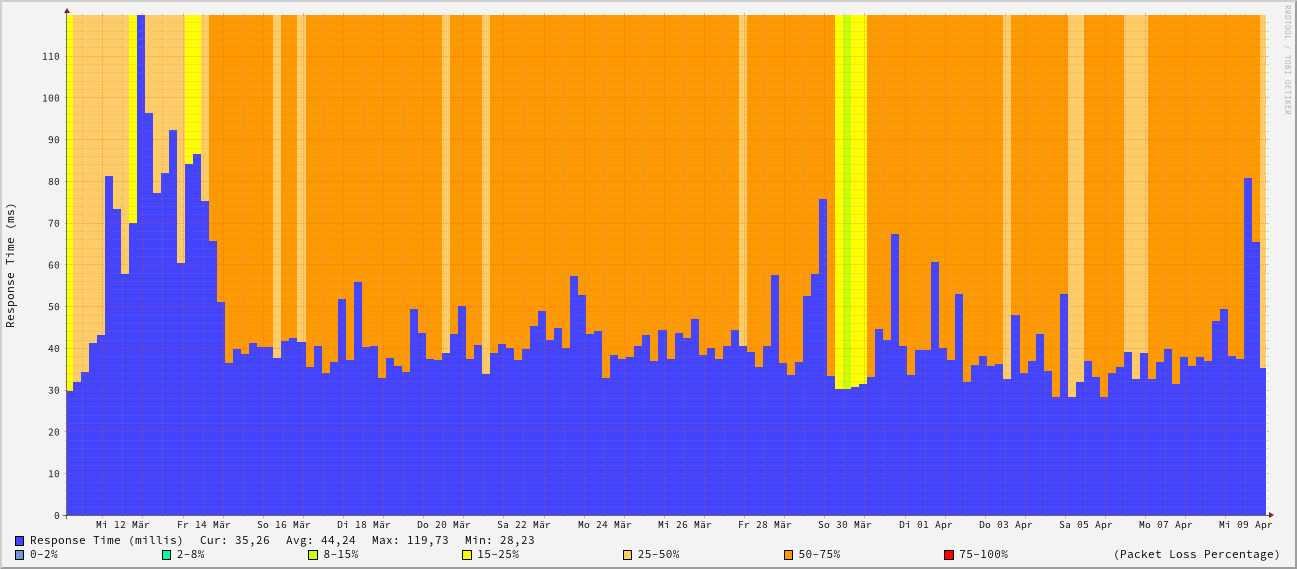 RRDTOOL / TOBI OETIKER
Response Time (ms)
110
100
90
80
70
60
50
40
30
20
10
0
Mi 12 Mär Fr 14 Mär So 16 Mär Di 18 Mär Do 20 Mär Sa 22 Mär Mo 24 Mär Mi 26 Mär Fr 28 Mär So 30 Mär Di 01 Apr Do 03 Apr Sa 05 Apr Mo 07 Apr Mi 09 Apr
Response Time (millis) Cur: 35,26 Avg: 44,24 Max: 119,73 Min: 28,23
0-2% 2-8% 8-15% 15-25% 25-50% 50-75% 75-100% (Packet Loss Percentage)